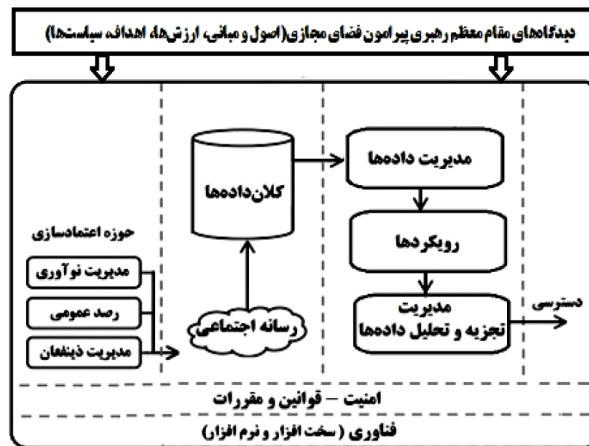 دیدگاه‌های مقام معظم رهبری پیرامون فضای مجازی(اصول و مبانی، ارزش‌ها، اهداف، سیاست‌ها)
حوزه اعتمادسازی
مدیریت نوآوری
رصد عمومی
مدیریت ذینفعان
کلان‌داده‌ها
رسانه اجتماعی
مدیریت داده‌ها
رویکردها
مدیریت
تجزیه و تحلیل داده‌ها
دسترسی
امنیت - قوانین و مقررات
فناوری ( سخت افزار و نرم افزار)